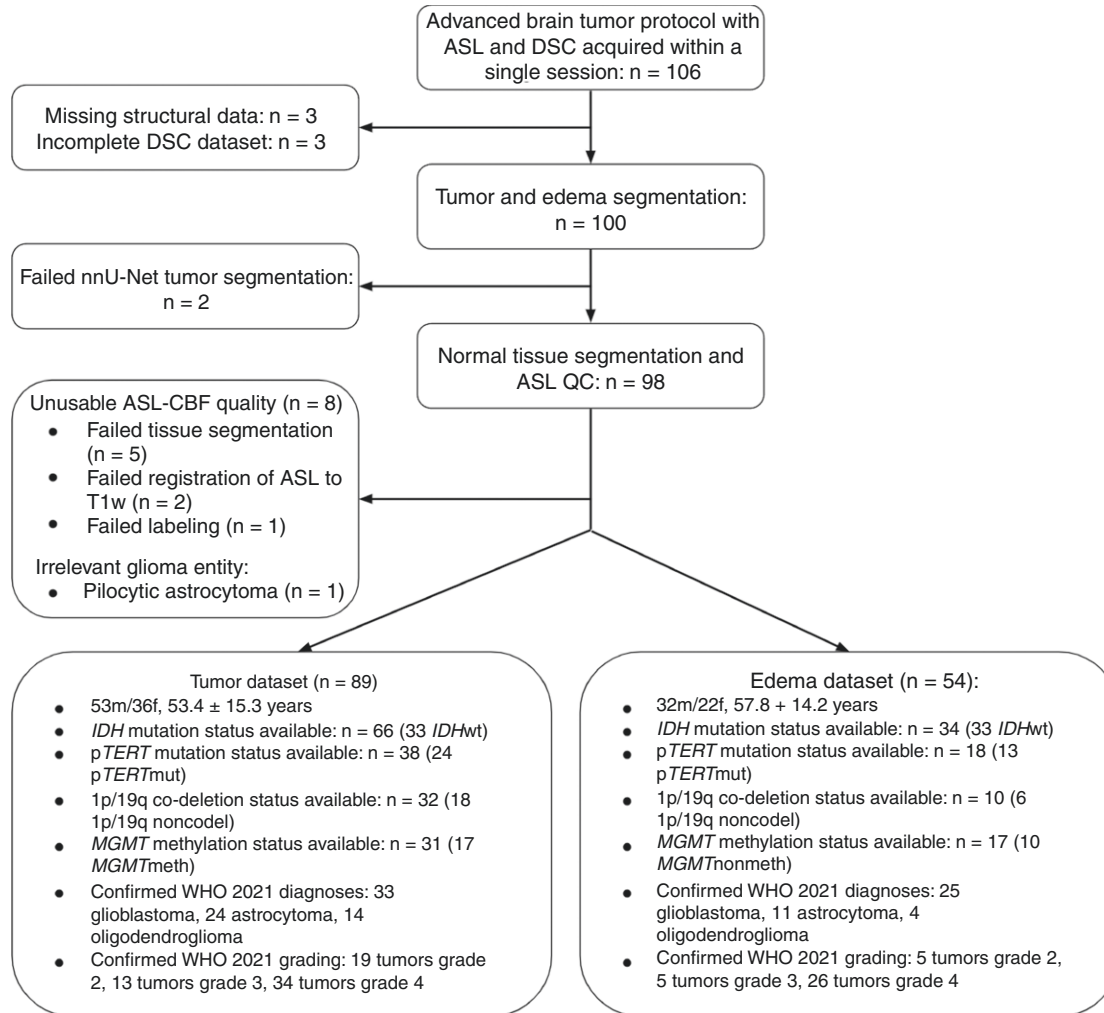 Advanced brain tumor protocol with
ASL and DSC acquired within a
single session: n = 106
Missing structural data: n = 3
Incomplete DSC dataset: n = 3
Tumor and edema segmentation:
n = 100
Failed nnU-Net tumor segmentation:
n = 2
Normal tissue segmentation and
ASL QC: n = 98
Unusable ASL-CBF quality (n = 8)
• Failed tissue segmentation
(n = 5)
• Failed registration of ASL to
T1w (n = 2)
• Failed labeling (n = 1)
Irrelevant glioma entity:
• Pilocytic astrocytoma (n = 1)
Tumor dataset (n = 89)
• 53m/36f, 53.4 ± 15.3 years
• IDH mutation status available: n = 66 (33 IDHwt)
• pTERT mutation status available: n = 38 (24
pTERTmut)
• 1p/19q co-deletion status available: n = 32 (18
1p/19q noncodel)
• MGMT methylation status available: n = 31 (17
MGMTmeth)
• Confirmed WHO 2021 diagnoses: 33
glioblastoma, 24 astrocytoma, 14
oligodendroglioma
• Confirmed WHO 2021 grading: 19 tumors grade
2, 13 tumors grade 3, 34 tumors grade 4
Edema dataset (n = 54):
• 32m/22f, 57.8 + 14.2 years
• IDH mutation status available: n = 34 (33 IDHwt)
• pTERT mutation status available: n = 18 (13
pTERTmut)
• 1p/19q co-deletion status available: n = 10 (6
1p/19q noncodel)
• MGMT methylation status available: n = 17 (10
MGMTnonmeth)
• Confirmed WHO 2021 diagnoses: 25
glioblastoma, 11 astrocytoma, 4
oligodendroglioma
• Confirmed WHO 2021 grading: 5 tumors grade 2,
5 tumors grade 3, 26 tumors grade 4